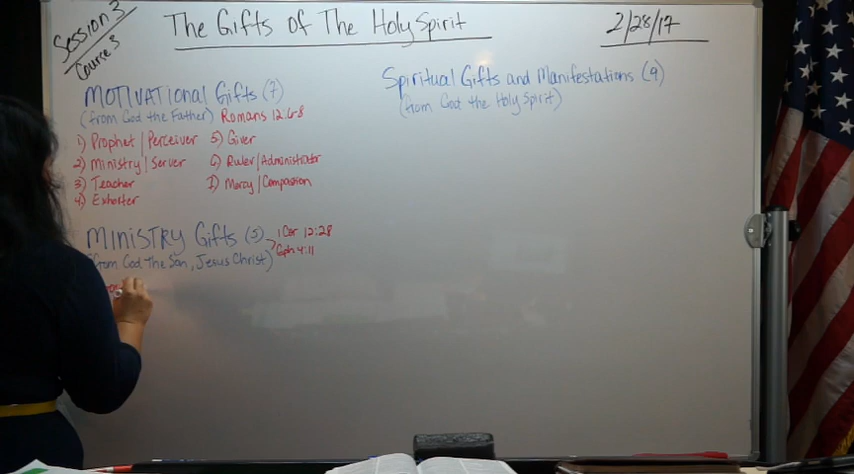 Session 3
Course 3
The Gifts of The Holy Spirit
2/28/17
MOTIVATIONAL Gifts (7)
(from God the Father) Romans 12:6-8
1) Prophet/Perceiver 5) Giver
2) Ministry/Server 6) Ruler/Administrator
3) Teacher 7) Mercy/Compassion
4) Exhorter
MINISTRY Gifts (5) 1 Cor 12:28
Eph 4:11
(from God The Son, Jesus Christ)
Spiritual Gifts and Manifestations (9)
(from God the Holy Spirit)